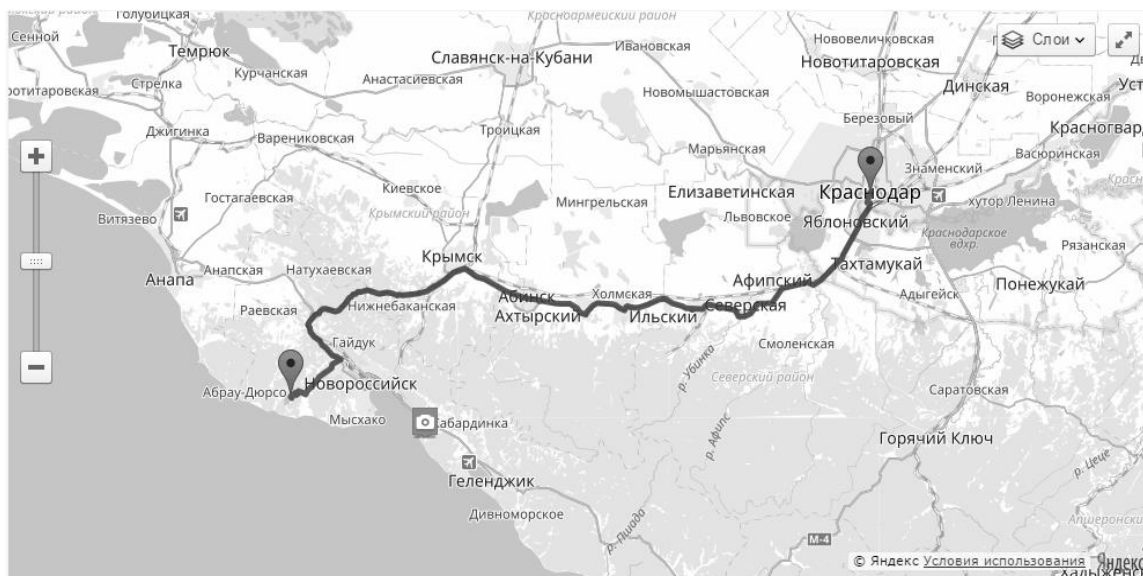 Красноармейский район
Голубицкая
Сенной
Темрюк
Славянск-на-Кубани
Ивановская
Нововеличковская
Слои
Новотитаровская
Курчанская
Анастасиевская
Стрелка
Новомышастовская
Динская
Воронежская
Березовый
Троицкая
Джигинка
Варениковская
Марьянская
Знаменский
Васюринская
Киевское
Елизаветинская
Краснодар
Гостагаевская
Мингрельская
хутор Ленина
Крымский район
Львовское
Витязево
Яблоновский
Краснодарское
вдхр.
Рязанская
Крымск
Анапская
Натухаевская
Тахтамукай
Анапа
Афипский
Понежукай
Абинск
Холмская
Адыгейск
Раевская
Нижнебаканская
Северская
Ахтырский
Ильский
Гайдук
Смоленская
р. Убинка
Северский район
Абрау-Дюрсо
Новороссийск
Саратовская
Мысхако
Кабардинка
р. Афипс
Горячий Ключ
р. Цеце
Геленджик
Дивноморское
р. Пшада
М-4
© Яндекс Условия использования
Яндекс